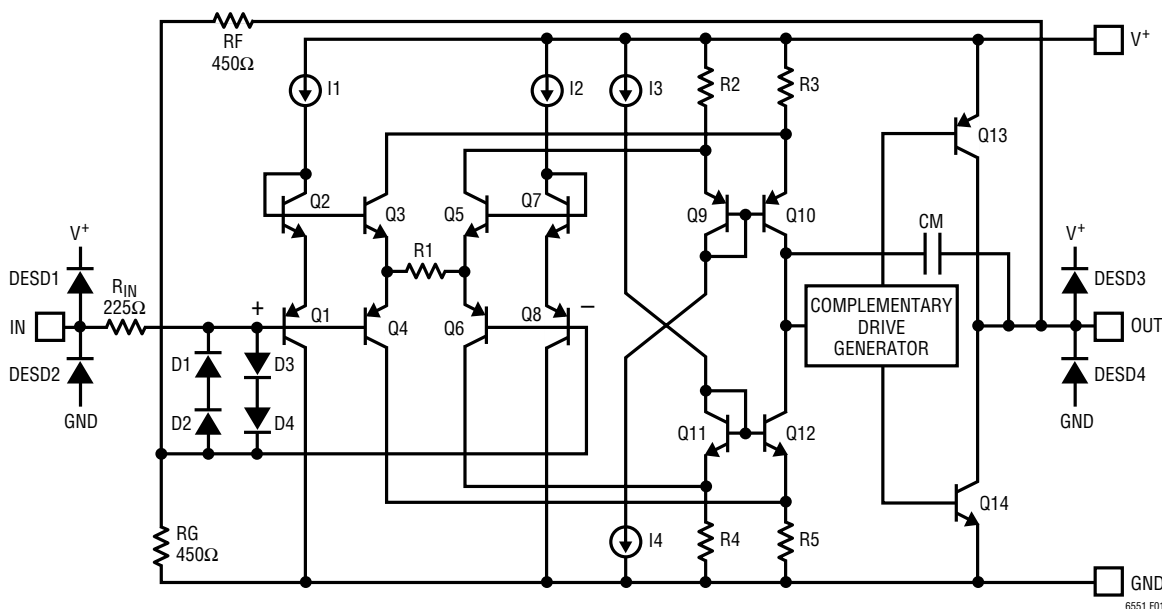 RF
450Ω
V+
I1
I2
I3
R2
R3
Q13
Q2
Q3
Q5
Q7
Q9
Q10
CM
V+
V+
DESD1
RIN
225Ω
R1
DESD3
IN
+
Q1
Q4
Q6
Q8
–
COMPLEMENTARY
DRIVE
GENERATOR
OUT
D1
D3
DESD2
DESD4
GND
D2
D4
Q11
Q12
GND
Q14
RG
450Ω
I4
R4
R5
GND
6551 F01